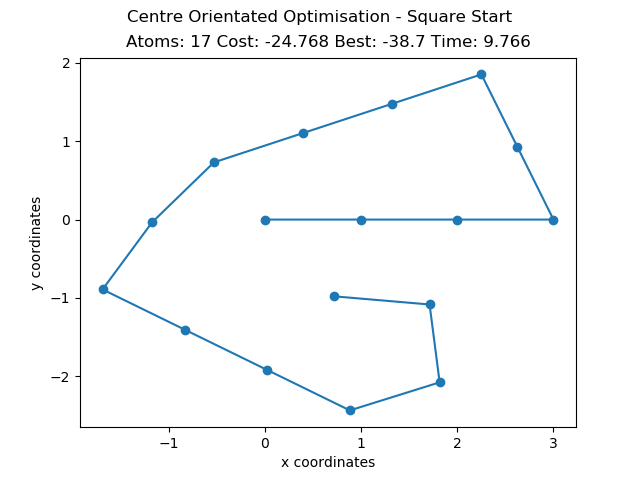 Centre Orientated Optimisation - Square Start
Atoms: 17 Cost: -24.768 Best: -38.7 Time: 9.766
2
1
0
−1
−2
y coordinates
−1
0
1
2
3
x coordinates